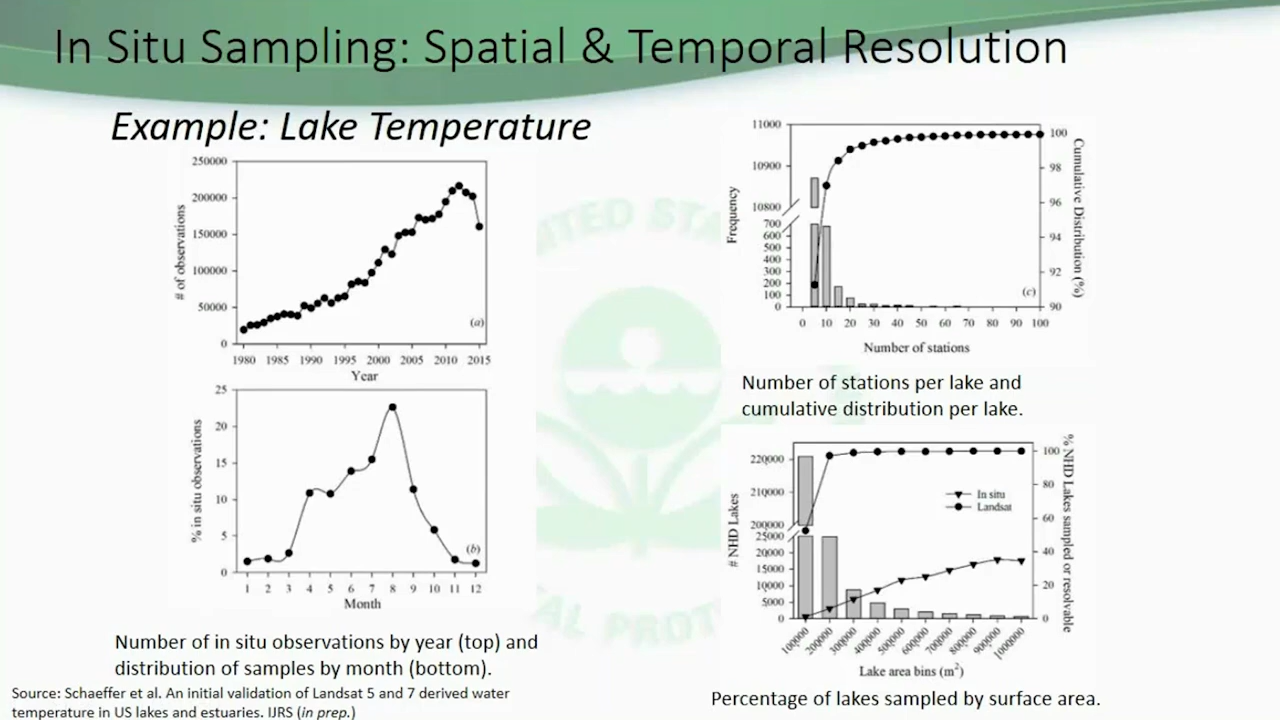 In Situ Sampling: Spatial & Temporal Resolution
Example: Lake Temperature
250000
200000
150000
100000
50000
0
# of observations
(a)
1980 1985 1990 1995 2000 2005 2010 2015
Year
25
20
15
10
5
0
% in situ observations
(b)
1 2 3 4 5 6 7 8 9 10 11 12
Month
Number of in situ observations by year (top) and
distribution of samples by month (bottom).
Source: Schaeffer et al. An initial validation of Landsat 5 and 7 derived water
temperature in US lakes and estuaries. IJRS (in prep.)
11000
10900
10800
700
600
500
400
300
200
100
0
Frequency
100
98
96
94
92
90
Cumulative Distribution (%)
(c)
0 10 20 30 40 50 60 70 80 90 100
Number of stations
Number of stations per lake and
cumulative distribution per lake.
220000
210000
200000
25000
20000
15000
10000
5000
0
# NHD Lakes
In situ
Landsat
100
80
60
40
20
0
% NHD Lakes sampled or resolvable
100000 200000 300000 400000 500000 600000 700000 800000 900000 1000000
Lake area bins (m²)
Percentage of lakes sampled by surface area.
UNITED STA
TAL PROT